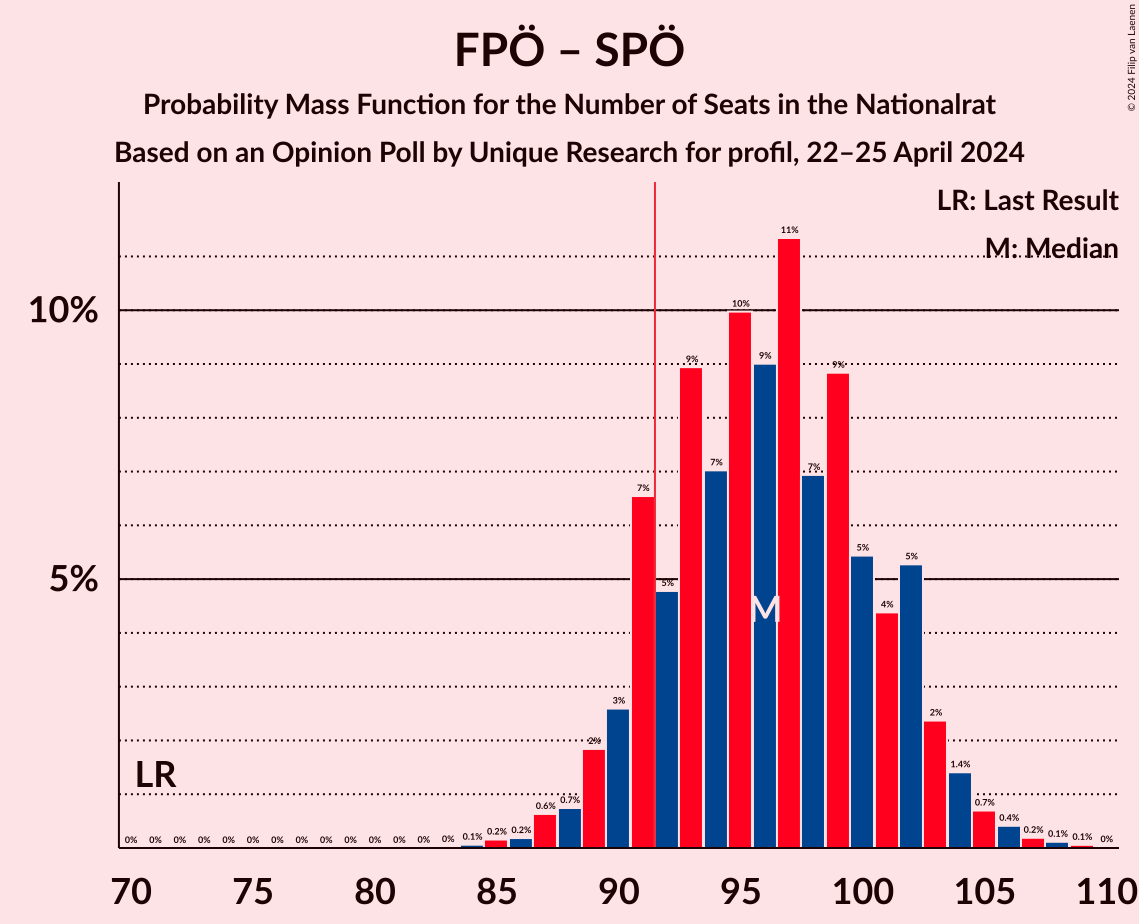 FPÖ – SPÖ
Probability Mass Function for the Number of Seats in the Nationalrat
Based on an Opinion Poll by Unique Research for profil, 22–25 April 2024
© 2024 Filip van Laenen
LR: Last Result
M: Median
10%
5%
0% 0% 0% 0% 0% 0% 0% 0% 0% 0% 0% 0% 0% 0% 0.1% 0.2% 0.2% 0.6% 0.7% 2% 3% 7% 5% 9% 7% 10% 9% 11% 7% 9% 5% 4% 5% 2% 1.4% 0.7% 0.4% 0.2% 0.1% 0.1% 0%
M
LR
70 75 80 85 90 95 100 105 110